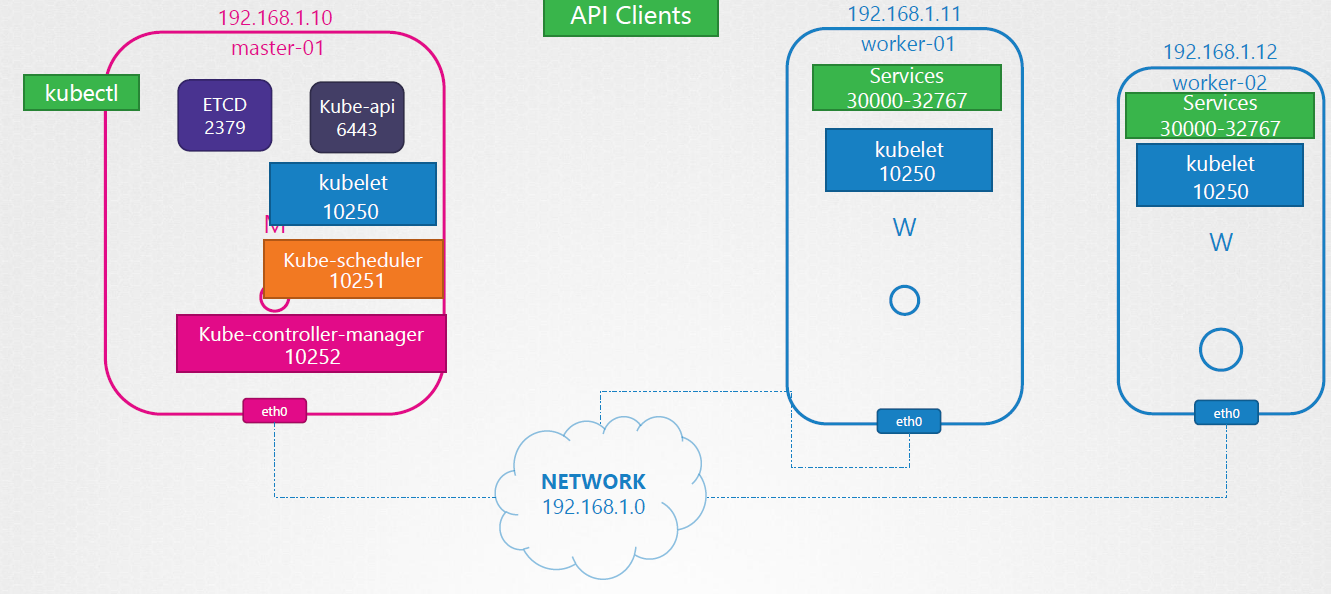 192.168.1.10
master-01
kubectl
ETCD
2379
Kube-api
6443
kubelet
10250
M
Kube-scheduler
10251
Kube-controller-manager
10252
eth0
API Clients
192.168.1.11
worker-01
Services
30000-32767
kubelet
10250
W
eth0
192.168.1.12
worker-02
Services
30000-32767
kubelet
10250
W
eth0
NETWORK
192.168.1.0